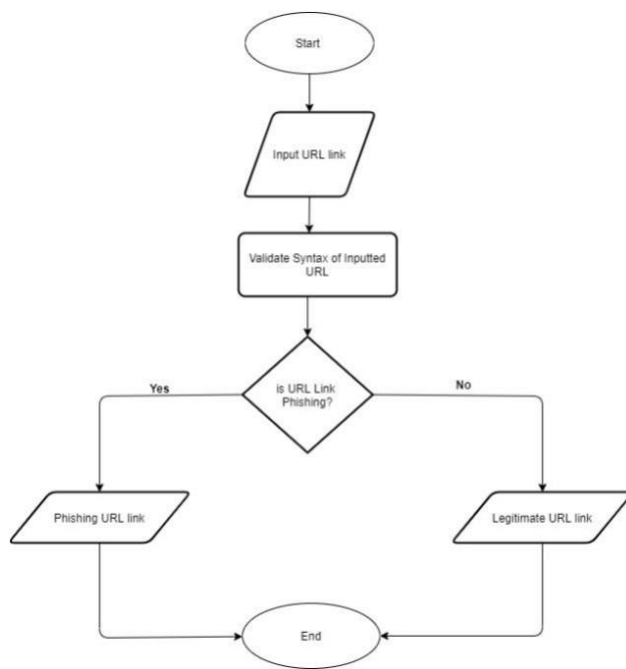 Start
Input URL link
Validate Syntax of Inputted
URL
is URL Link
Phishing?
Yes
No
Phishing URL link
Legitimate URL link
End